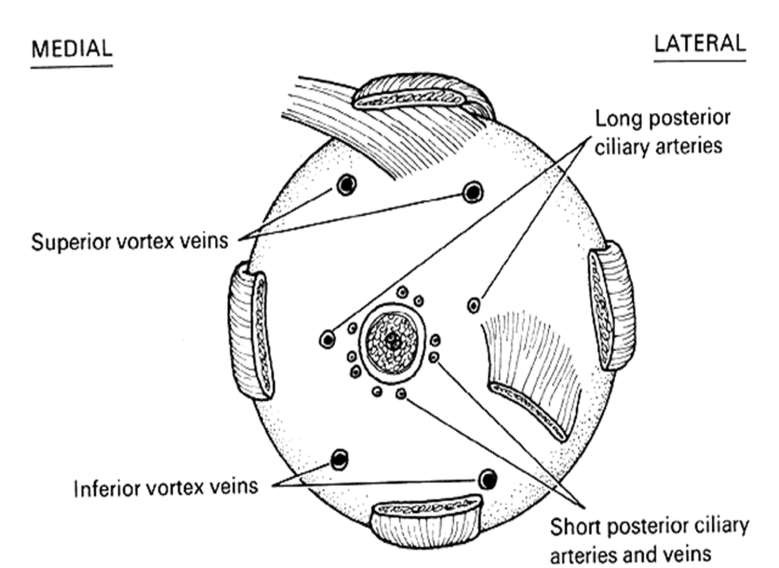 MEDIAL
LATERAL
Long posterior
ciliary arteries
Superior vortex veins
Inferior vortex veins
Short posterior ciliary
arteries and veins